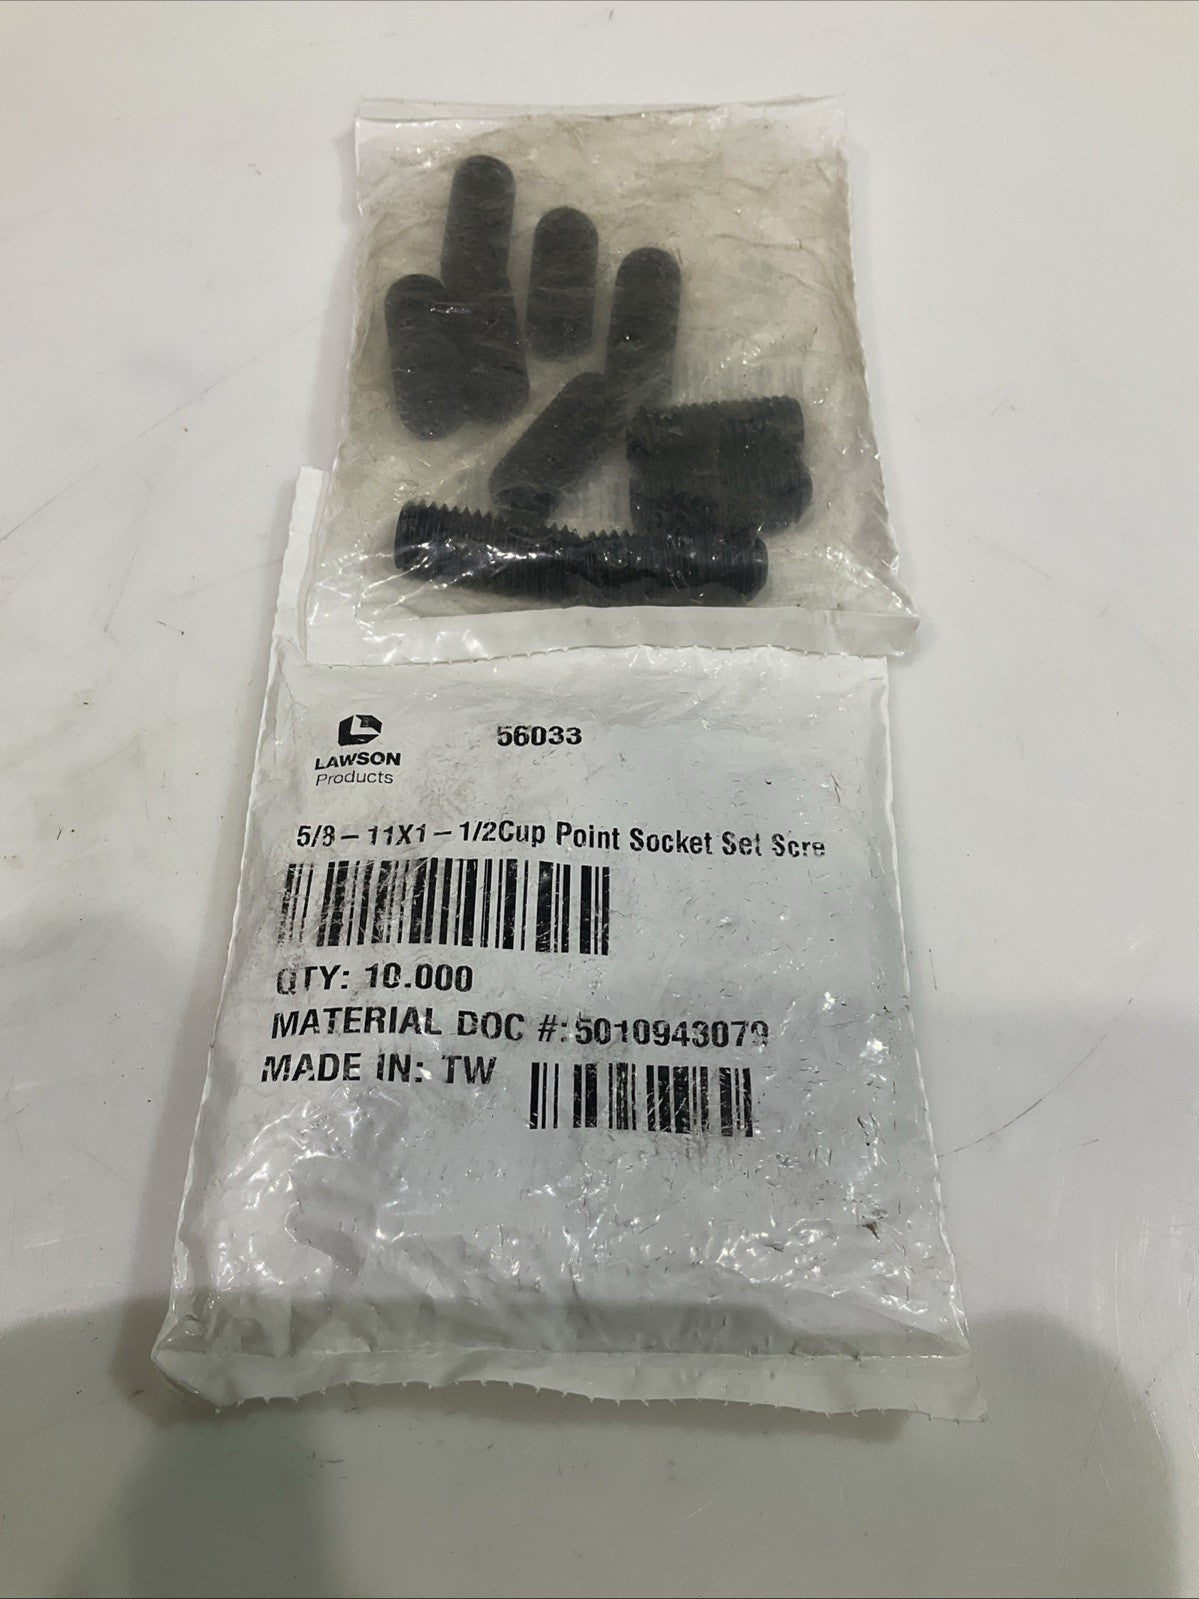 LAWSON
Products
56033
5/8-11X1-1/2Cup Point Socket Set Scre
QTY: 10.000
MATERIAL DOC #: 5010943079
MADE IN: TW